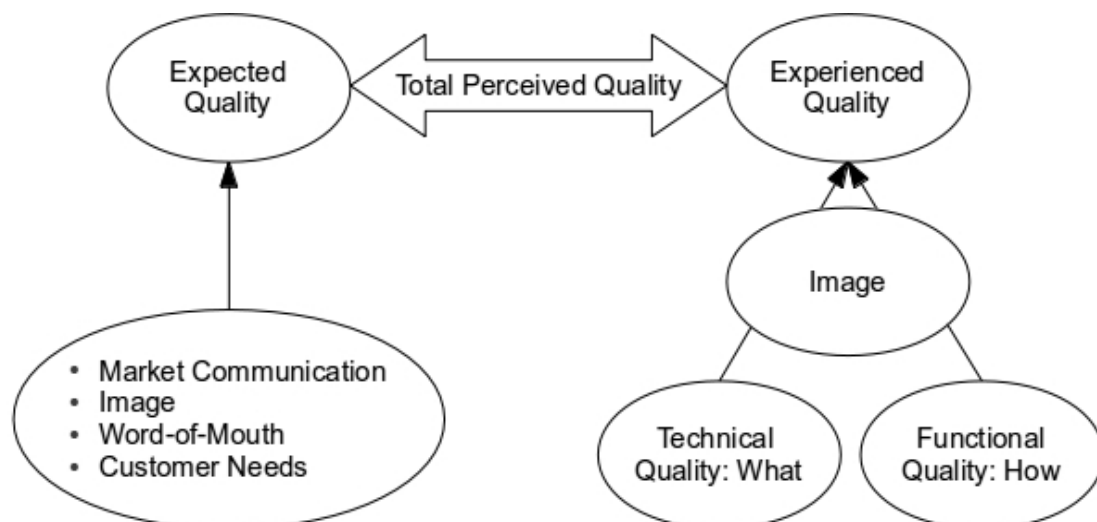 Expected
Quality
Total Perceived Quality
Experienced
Quality
Image
• Market Communication
• Image
• Word-of-Mouth
• Customer Needs
Technical
Quality: What
Functional
Quality: How